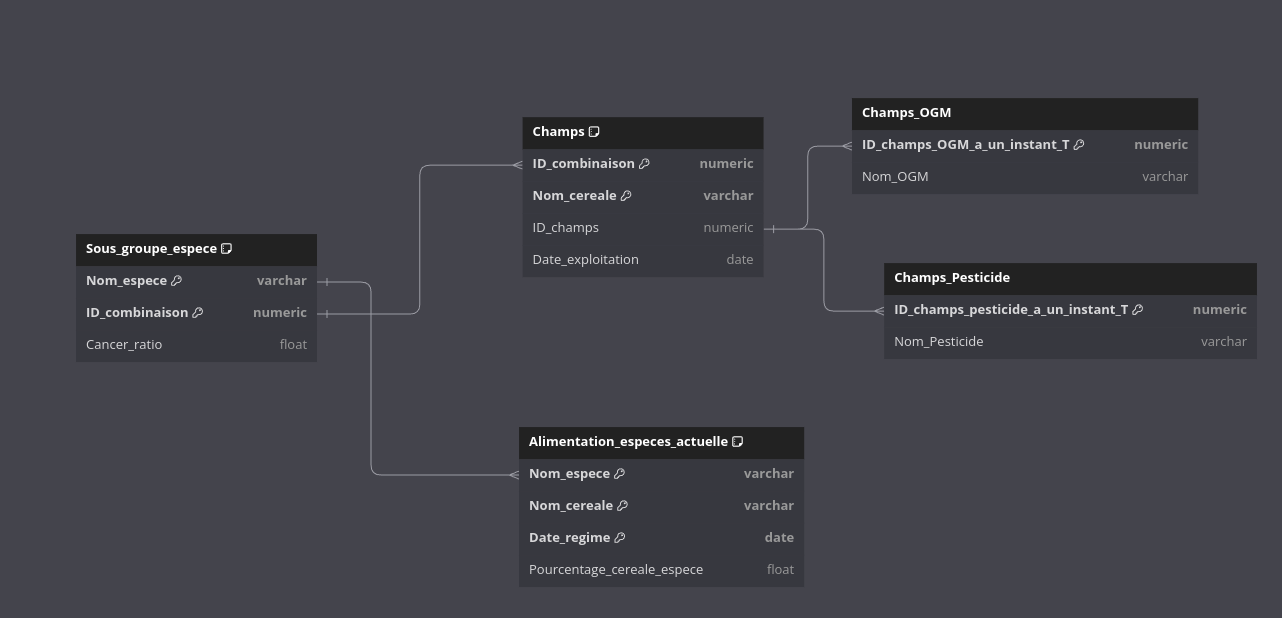 Champs_OGM
ID_champs_OGM_a_un_instant_T numeric
Nom_OGM varchar
Champs
ID_combinaison numeric
Nom_cereale varchar
ID_champs numeric
Date_exploitation date
Sous_groupe_espece
Nom_espece varchar
ID_combinaison numeric
Cancer_ratio float
Champs_Pesticide
ID_champs_pesticide_a_un_instant_T numeric
Nom_Pesticide varchar
Alimentation_especes_actuelle
Nom_espece varchar
Nom_cereale varchar
Date_regime date
Pourcentage_cereale_espece float